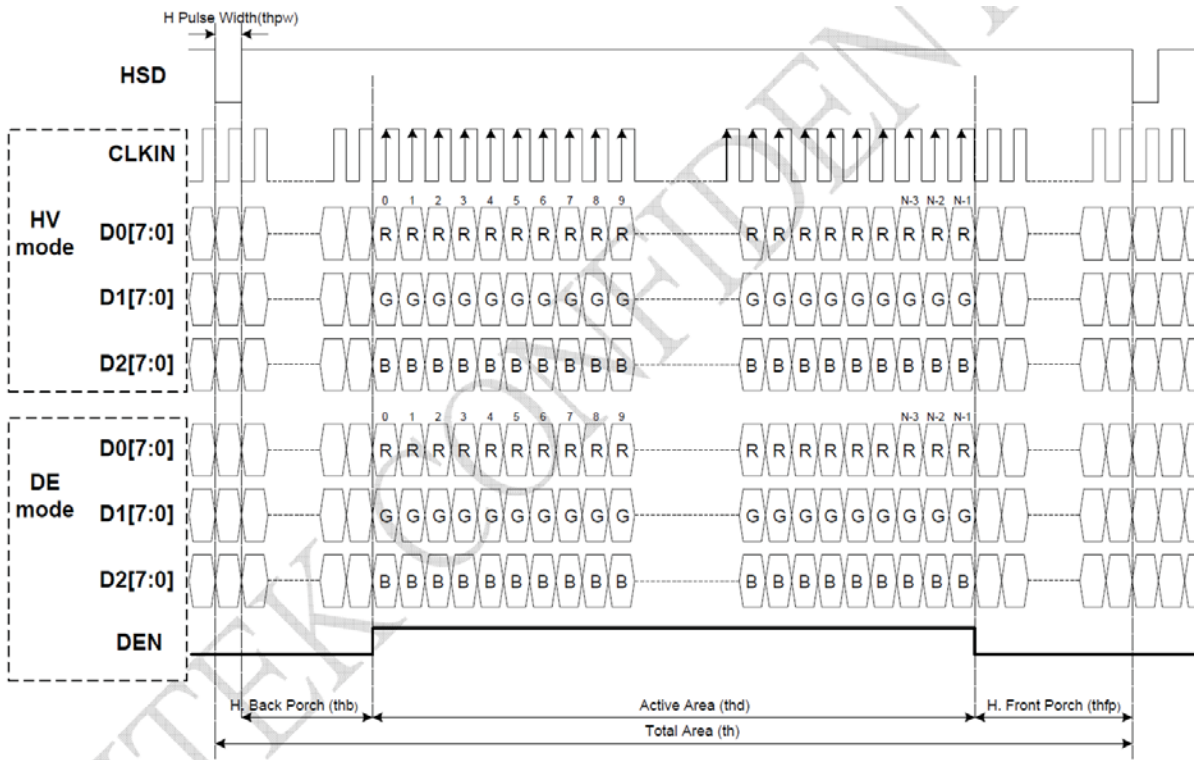 H Pulse Width(thpw)
HSD
CLKIN
HV
mode
0 1 2 3 4 5 6 7 8 9 N-3 N-2 N-1
D0[7:0] R R R R R R R R R R R R R R R R R R R
D1[7:0] G G G G G G G G G G G G G G G G G G G
D2[7:0] B B B B B B B B B B B B B B B B B B B
DE
mode
0 1 2 3 4 5 6 7 8 9 N-3 N-2 N-1
D0[7:0] R R R R R R R R R R R R R R R R R R R
D1[7:0] G G G G G G G G G G G G G G G G G G G
D2[7:0] B B B B B B B B B B B B B B B B B B B
DEN
H. Back Porch (thb) Active Area (thd) H. Front Porch (thfp)
Total Area (th)